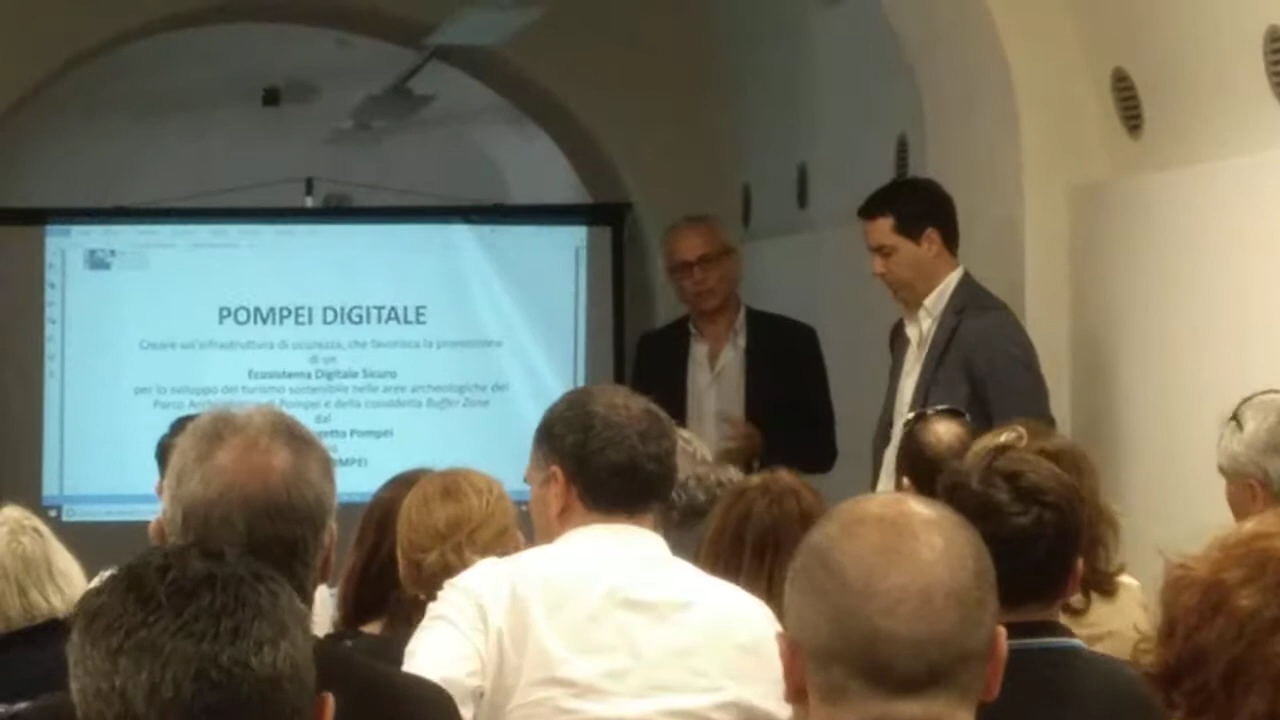 POMPEI DIGITALE
Creare un'infrastruttura di sicurezza, che favorisca la promozione
di un
Ecosistema Digitale Sicuro
per lo sviluppo del turismo sostenibile nelle aree archeologiche del
Parco Archeologico di Pompei e della cosiddetta Buffer Zone
dal
Pompei